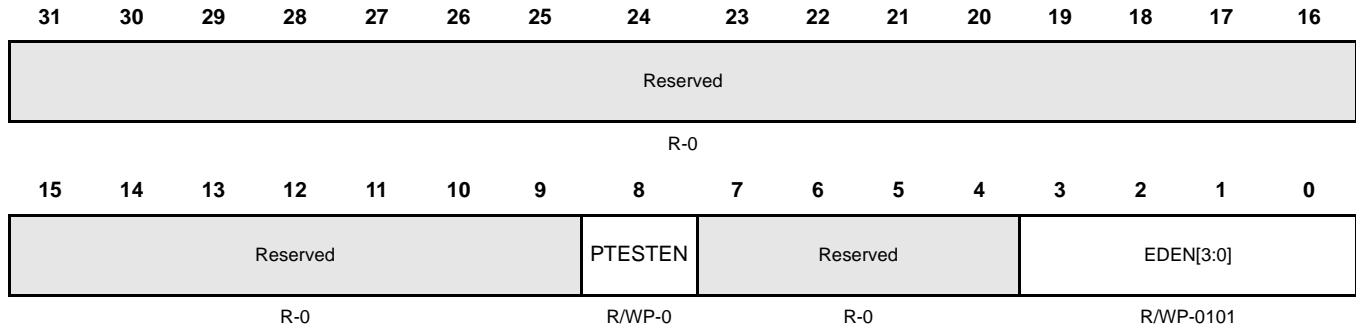 31 30 29 28 27 26 25 24 23 22 21 20 19 18 17 16
Reserved
R-0
15 14 13 12 11 10 9 8 7 6 5 4 3 2 1 0
Reserved PTESTEN Reserved EDEN[3:0]
R-0 R/WP-0 R-0 R/WP-0101